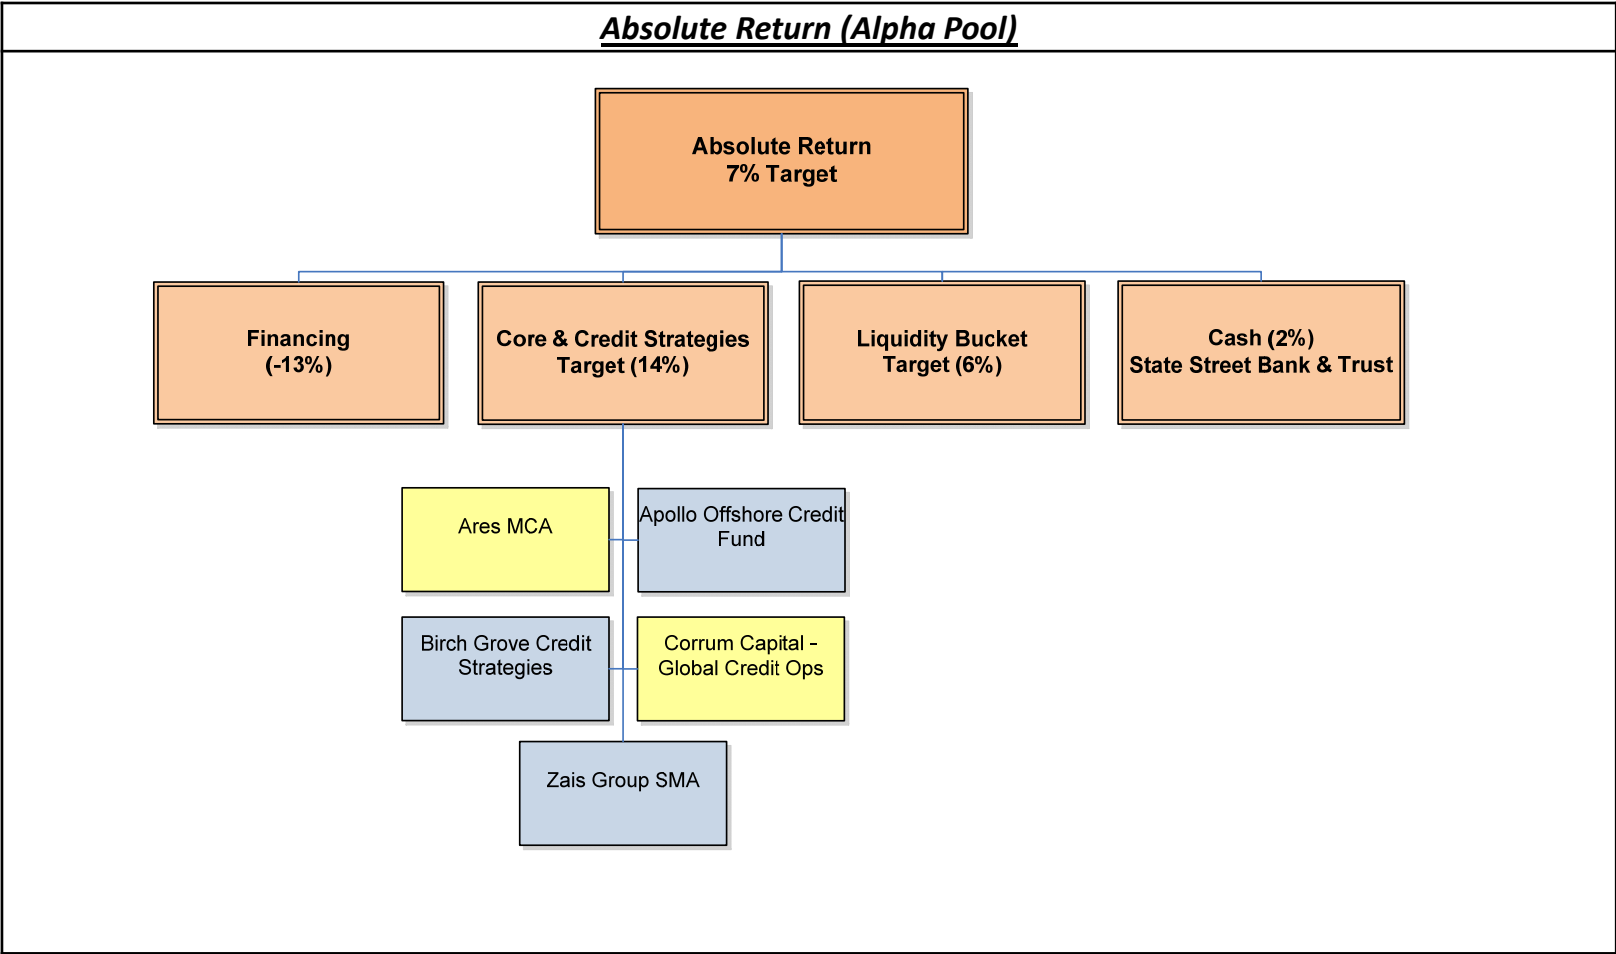 Absolute Return (Alpha Pool)
Absolute Return
7% Target
Financing
(-13%)
Core & Credit Strategies
Target (14%)
Liquidity Bucket
Target (6%)
Cash (2%)
State Street Bank & Trust
Ares MCA
Apollo Offshore Credit
Fund
Birch Grove Credit
Strategies
Corrum Capital -
Global Credit Ops
Zais Group SMA